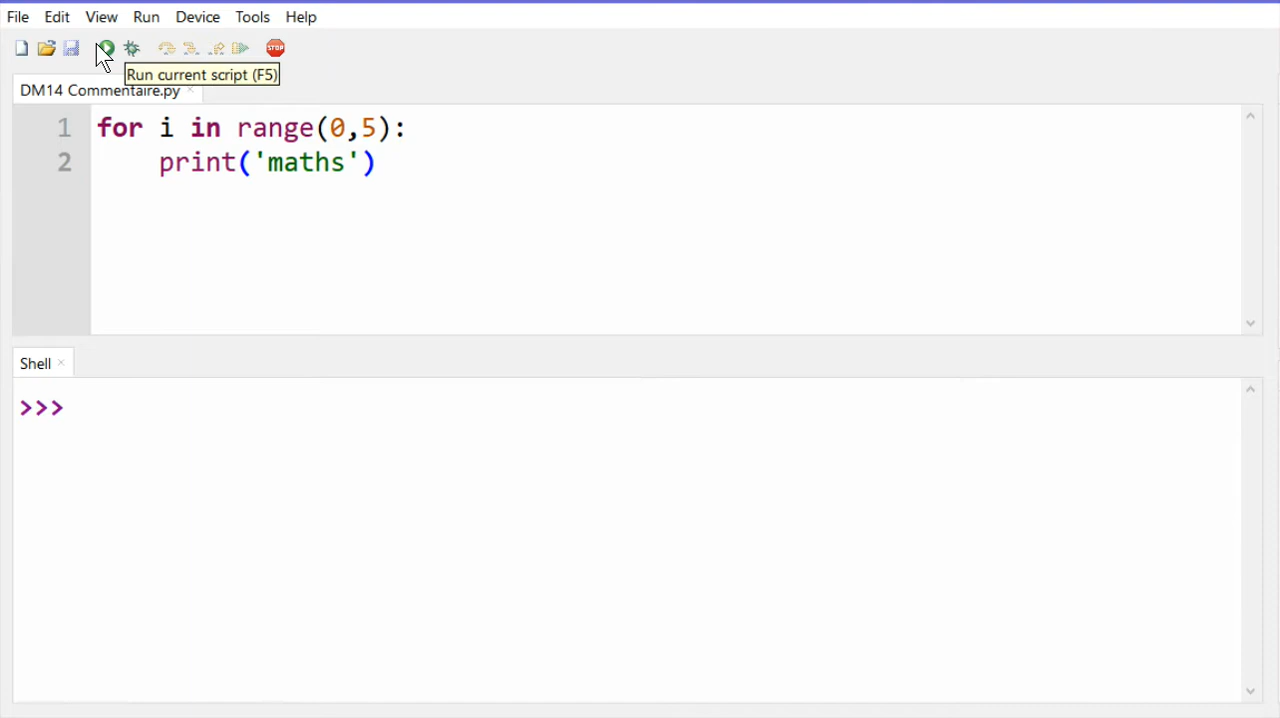 File Edit View Run Device Tools Help
STOP
Run current script (F5)
DM14 Commentaire.py ×
1 for i in range(0,5):
2     print('maths')
Shell ×
>>>